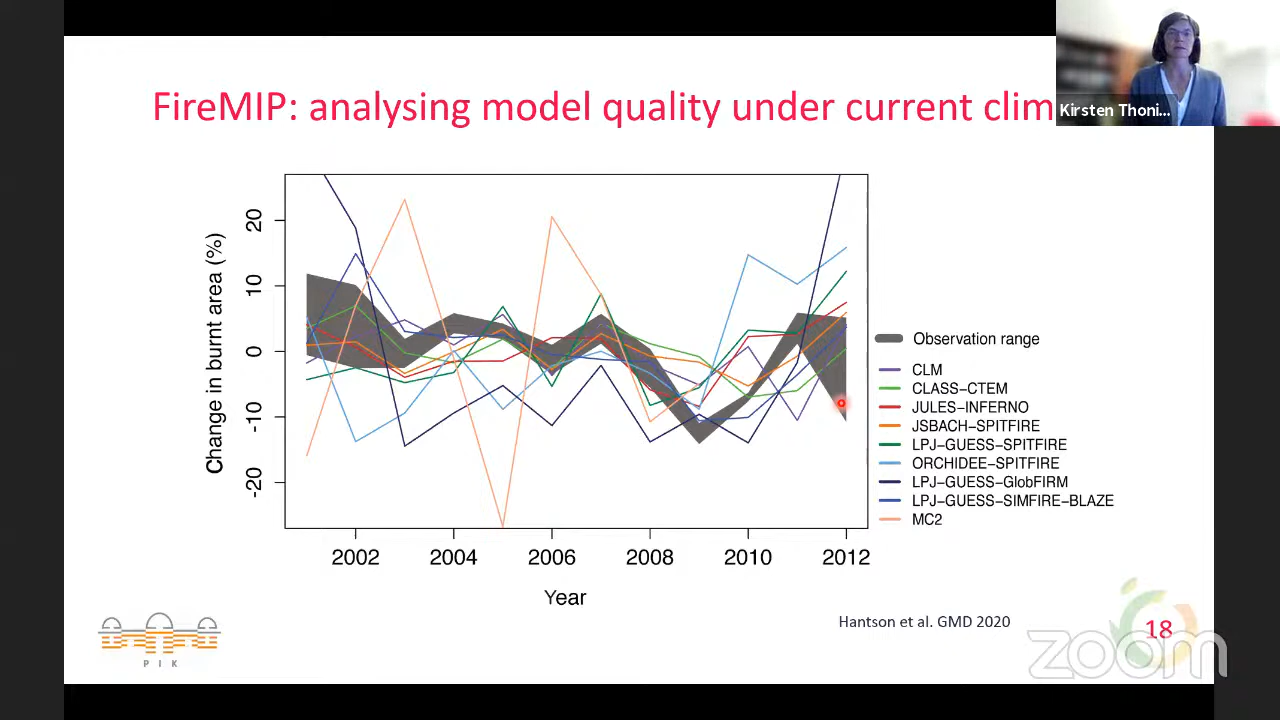 FireMIP: analysing model quality under current clim
Kirsten Thoni...
Change in burnt area (%)
20
10
0
-10
-20
2002 2004 2006 2008 2010 2012
Year
Observation range
CLM
CLASS-CTEM
JULES-INFERNO
JSBACH-SPITFIRE
LPJ-GUESS-SPITFIRE
ORCHIDEE-SPITFIRE
LPJ-GUESS-GlobFIRM
LPJ-GUESS-SIMFIRE-BLAZE
MC2
Hantson et al. GMD 2020
P I K
18
zoom